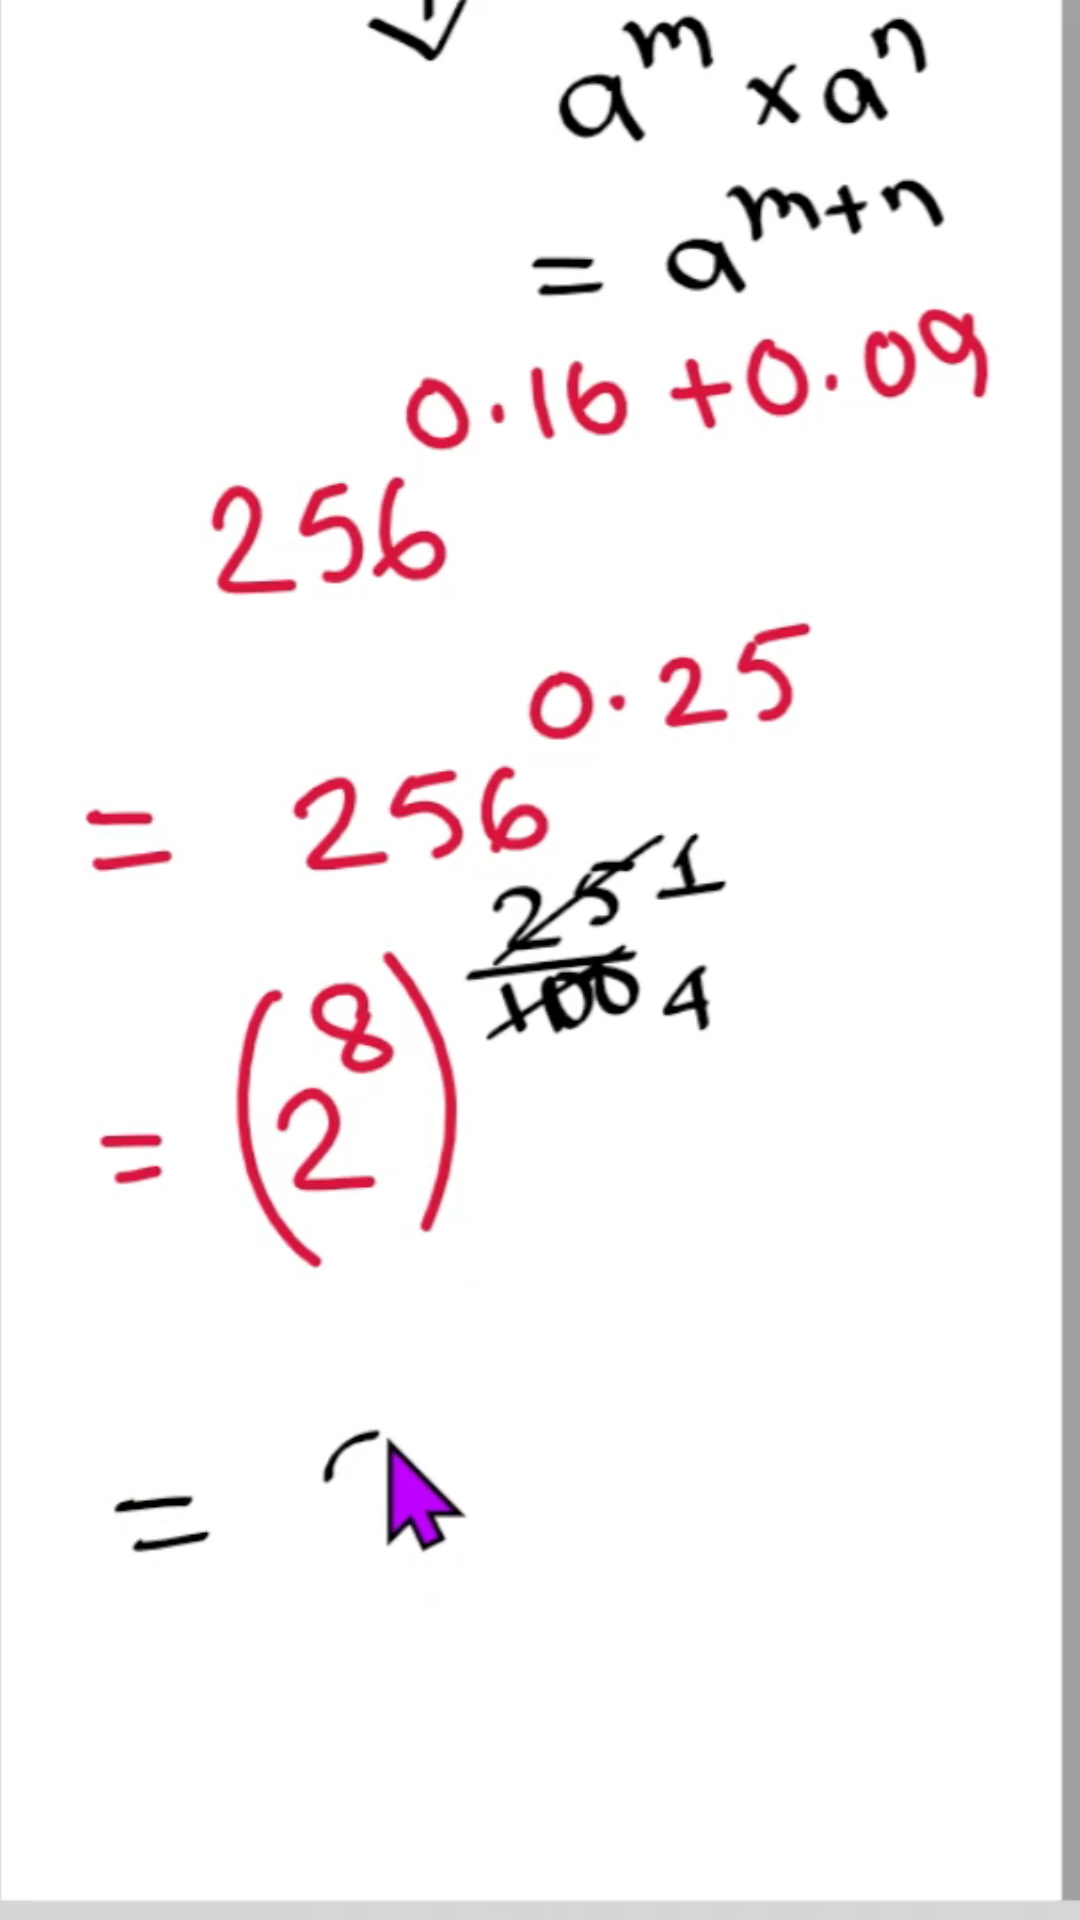 a^m × a^n
= a^{m+n}
256^{0.16+0.09}
= 256^{0.25}
= (2^8)^{25/100} 1/4
= (